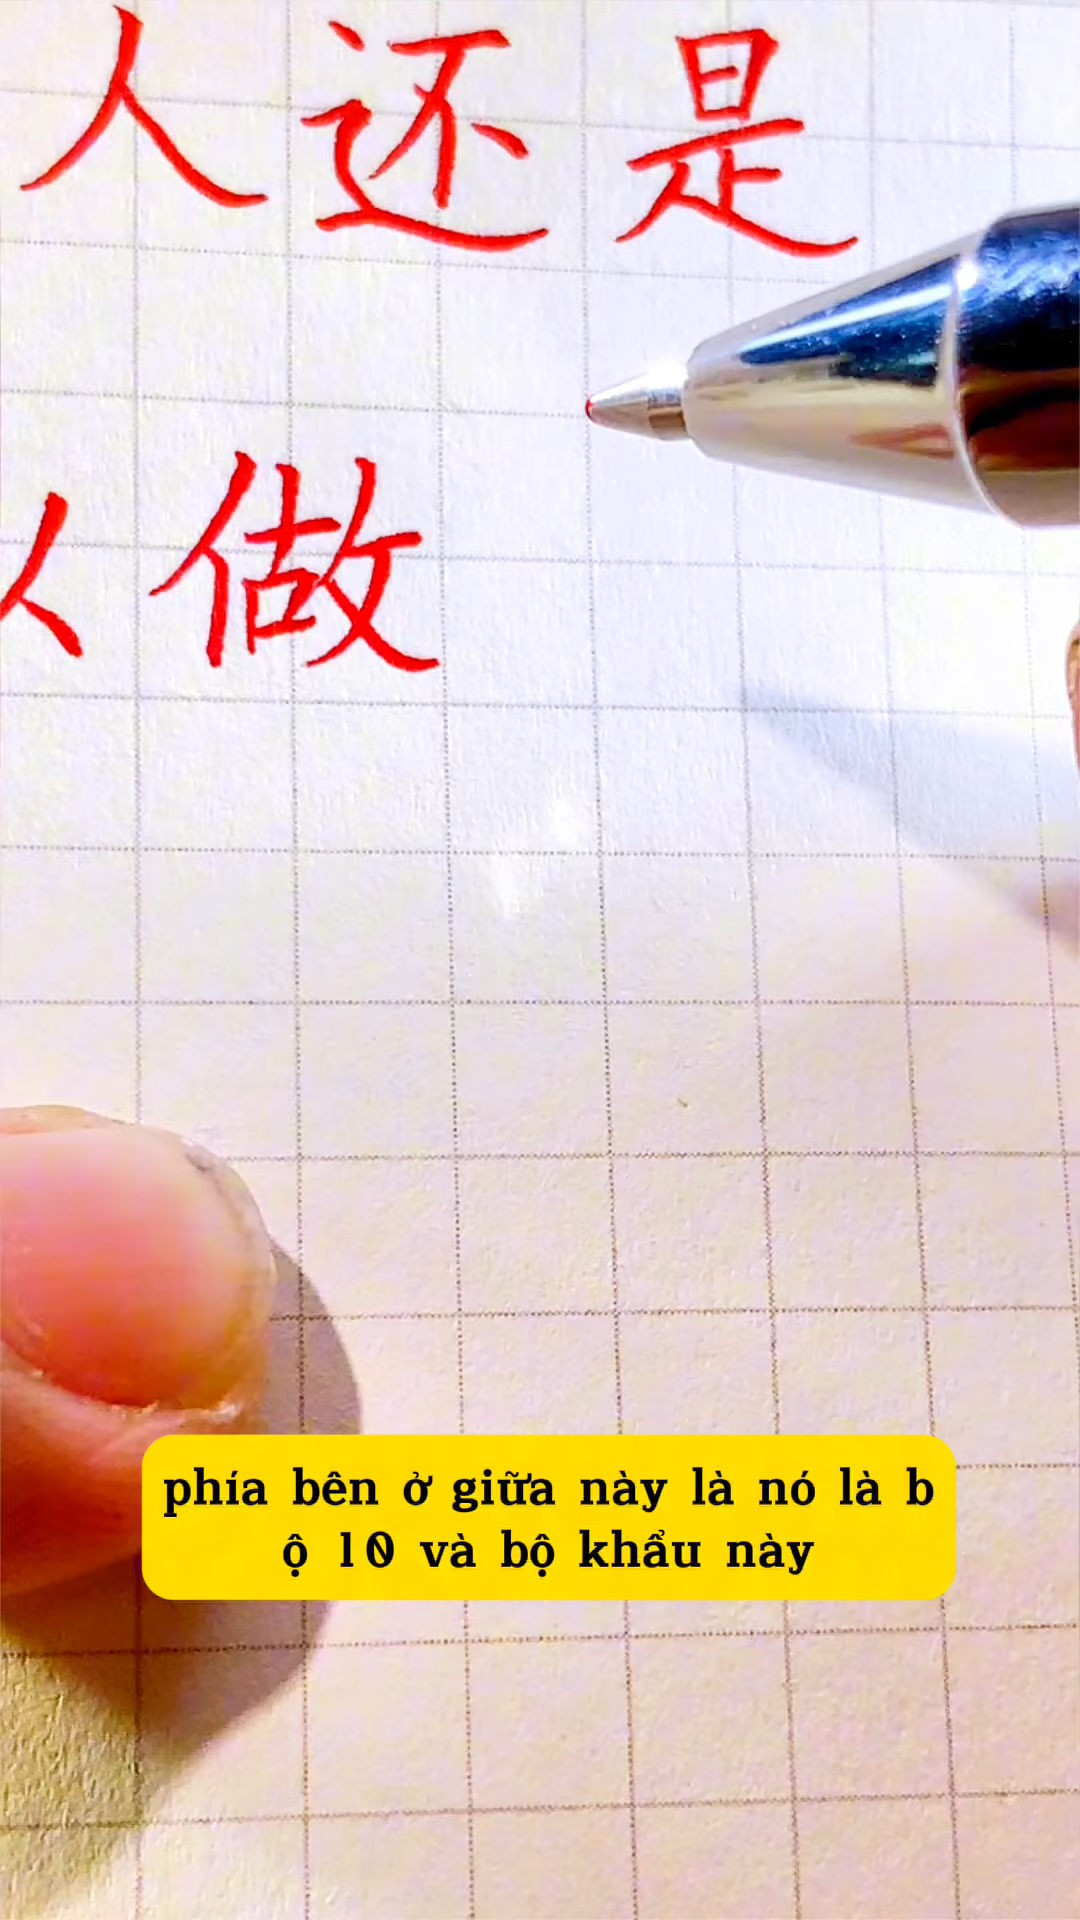 人还是
做
phía bên ở giữa này là nó là b
ộ 10 và bộ khẩu này